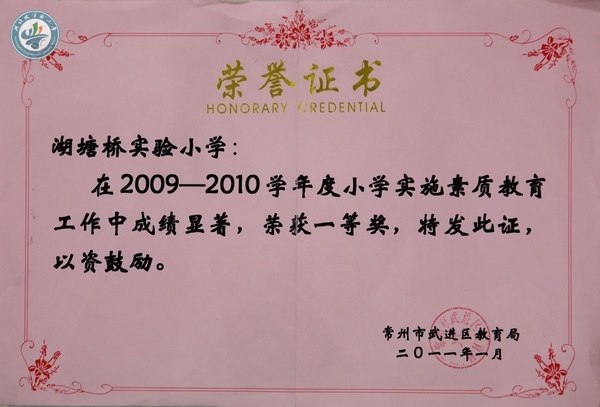 荣誉证书
HONORARY CREDENTIAL
湖塘桥实验小学：
在2009—2010学年度小学实施素质教育
工作中成绩显著，荣获一等奖，特发此证，
以资鼓励。
常州市武进区教育局
二〇一一年一月